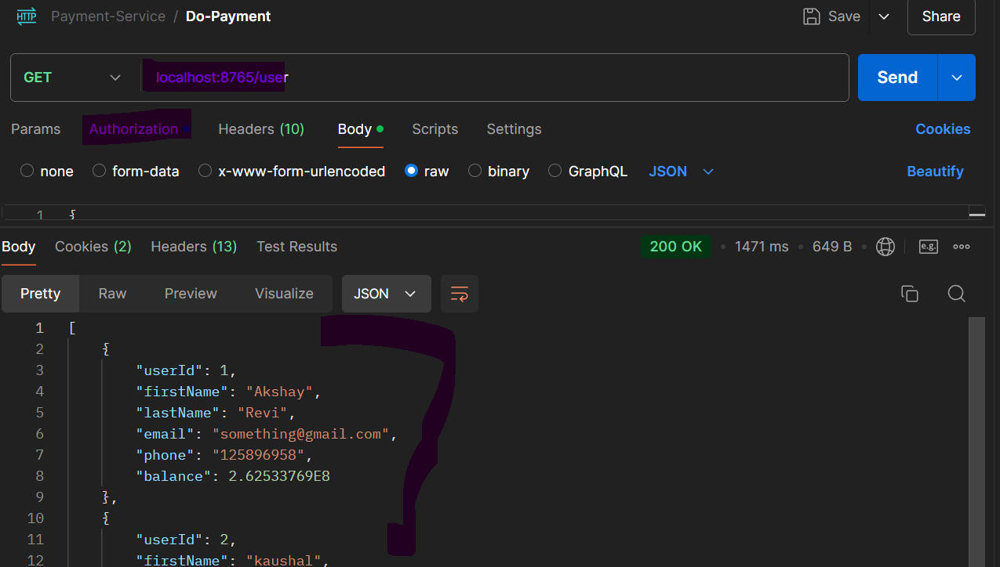 HTTP Payment-Service / Do-Payment Save Share
GET localhost:8765/user Send
Params Authorization Headers (10) Body Scripts Settings Cookies
none form-data x-www-form-urlencoded raw binary GraphQL JSON Beautify
1 {
Body Cookies (2) Headers (13) Test Results 200 OK • 1471 ms • 649 B • e.g.
Pretty Raw Preview Visualize JSON
1 [
2 {
3 "userId": 1,
4 "firstName": "Akshay",
5 "lastName": "Revi",
6 "email": "something@gmail.com",
7 "phone": "125896958",
8 "balance": 2.62533769E8
9 },
10 {
11 "userId": 2,
12 "firstName": "kaushal",